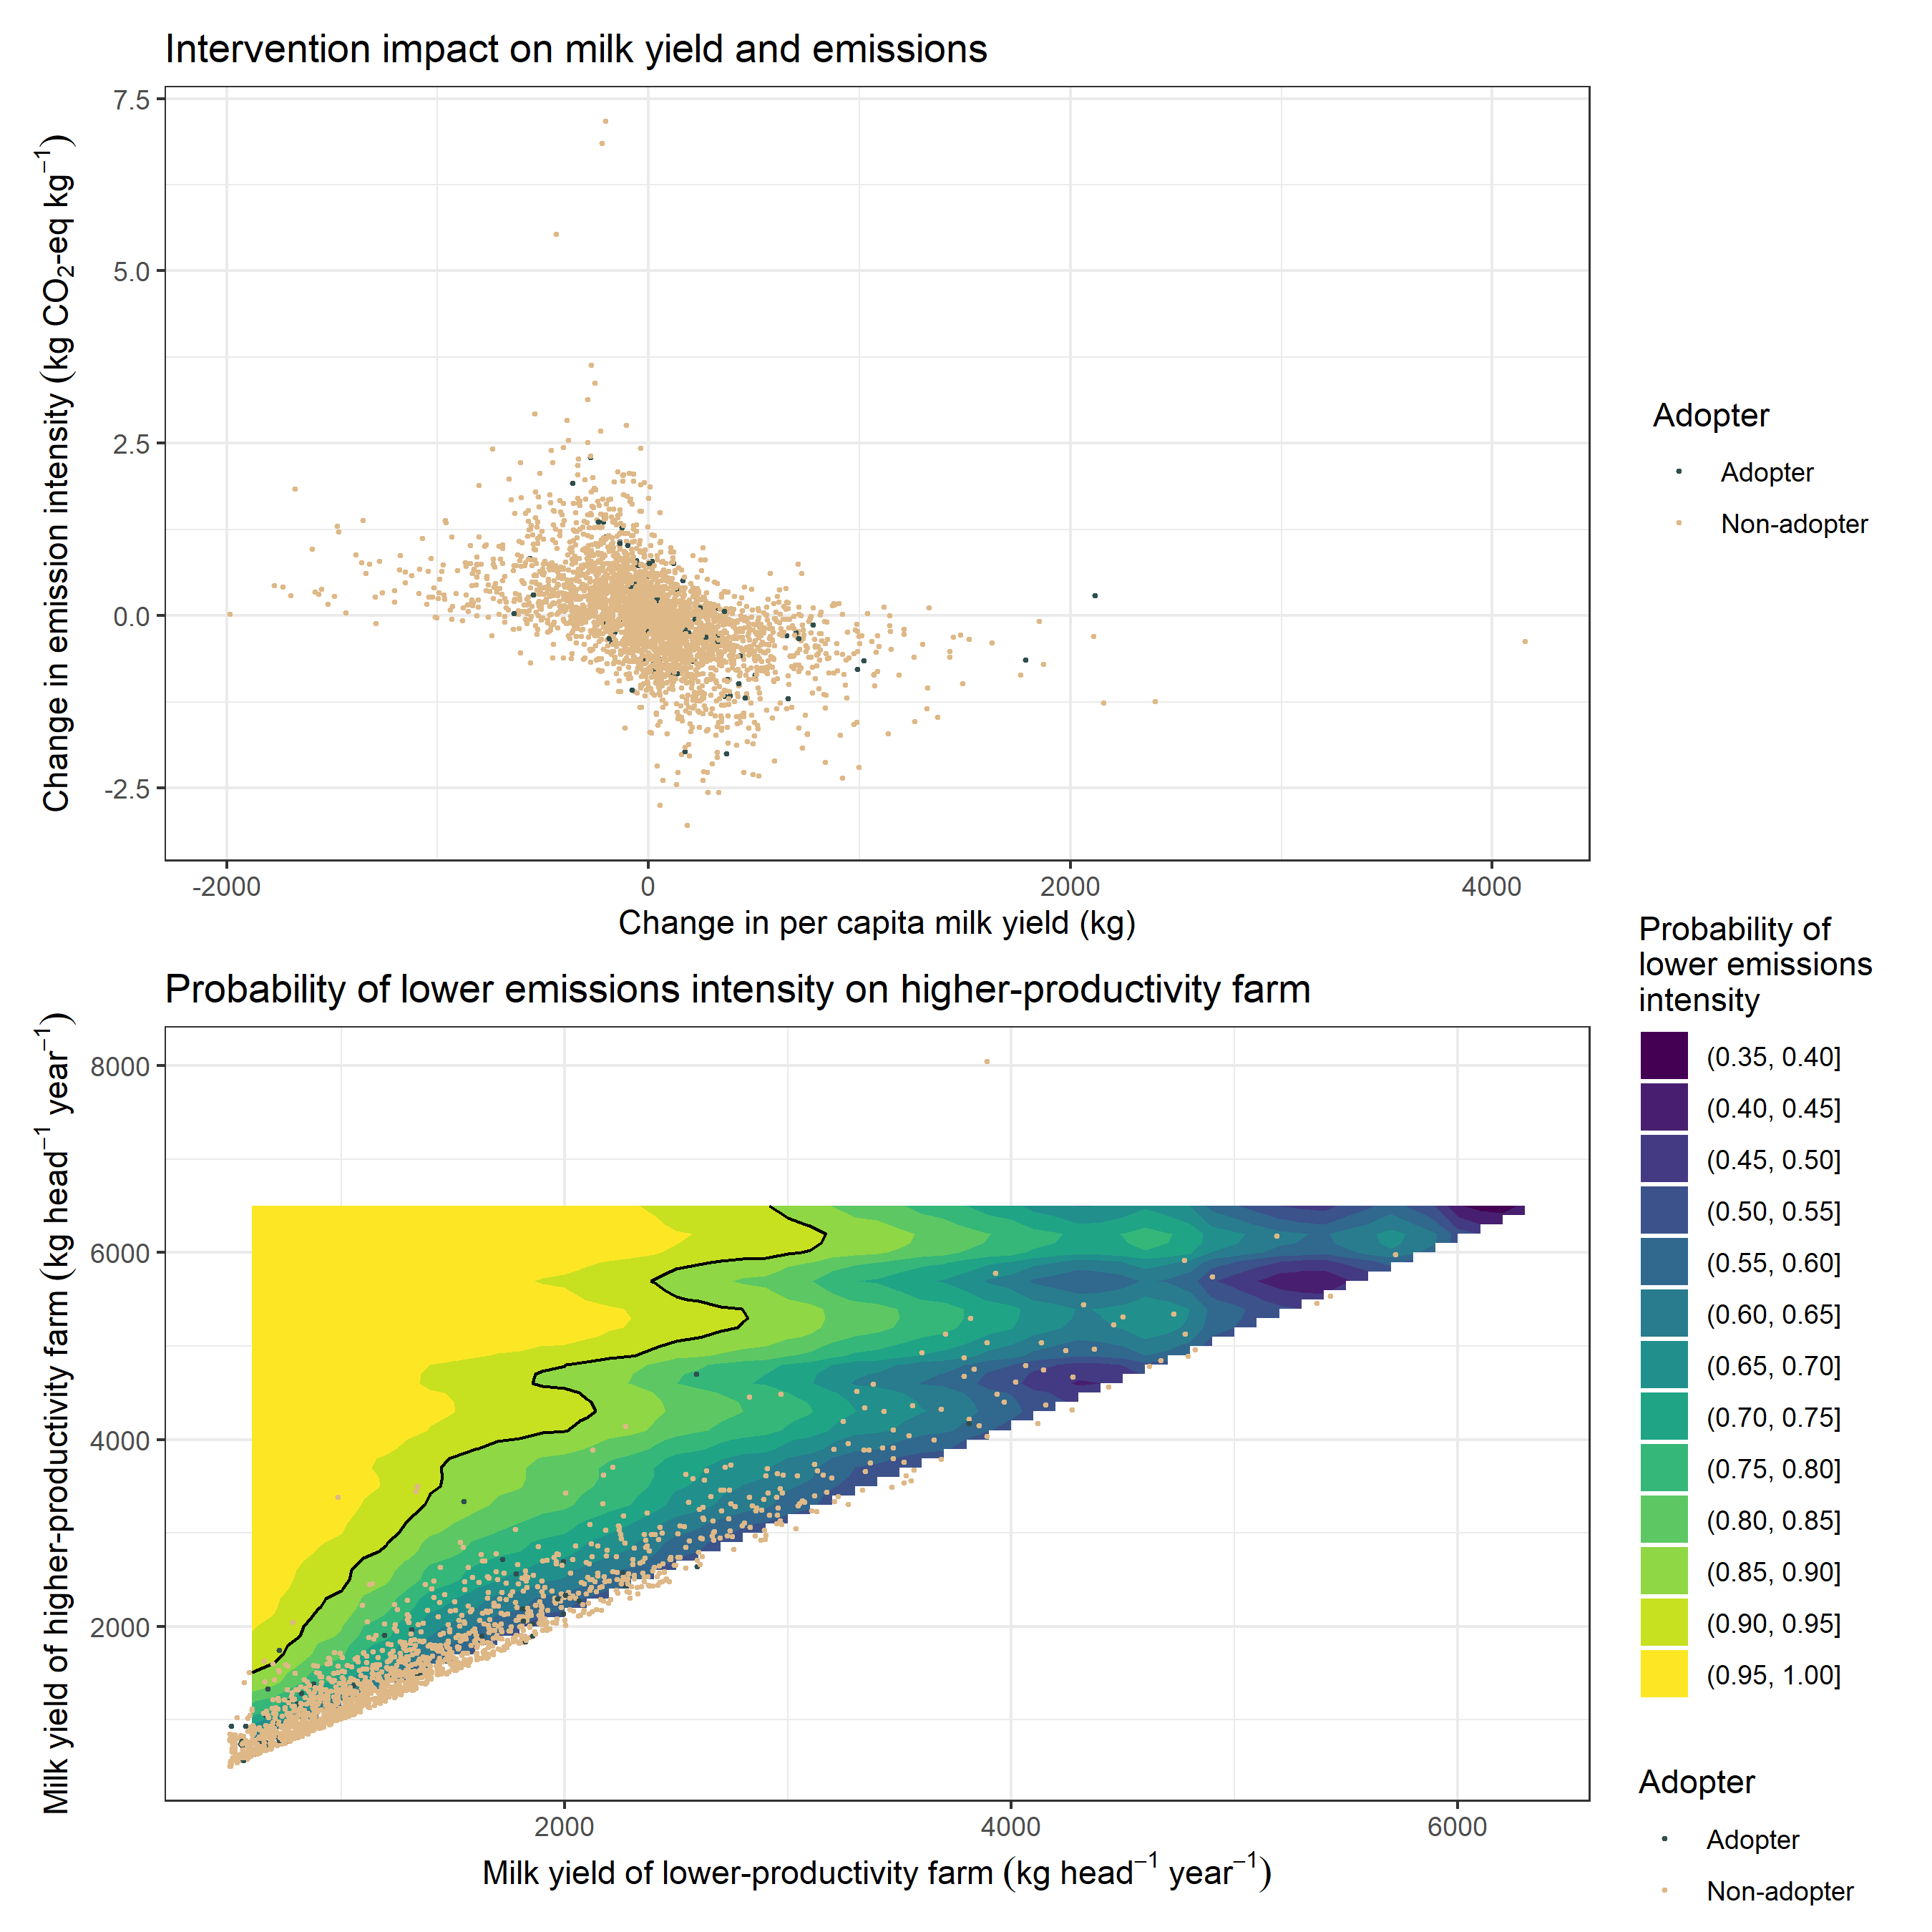 Intervention impact on milk yield and emissions
Change in emission intensity (kg CO₂-eq kg⁻¹)
7.5
5.0
2.5
0.0
-2.5
-2000
0
2000
4000
Change in per capita milk yield (kg)
Adopter
Adopter
Non-adopter
Probability of lower emissions intensity on higher-productivity farm
Milk yield of higher-productivity farm (kg head⁻¹ year⁻¹)
8000
6000
4000
2000
2000
4000
6000
Milk yield of lower-productivity farm (kg head⁻¹ year⁻¹)
Probability of
lower emissions
intensity
(0.35, 0.40]
(0.40, 0.45]
(0.45, 0.50]
(0.50, 0.55]
(0.55, 0.60]
(0.60, 0.65]
(0.65, 0.70]
(0.70, 0.75]
(0.75, 0.80]
(0.80, 0.85]
(0.85, 0.90]
(0.90, 0.95]
(0.95, 1.00]
Adopter
Adopter
Non-adopter